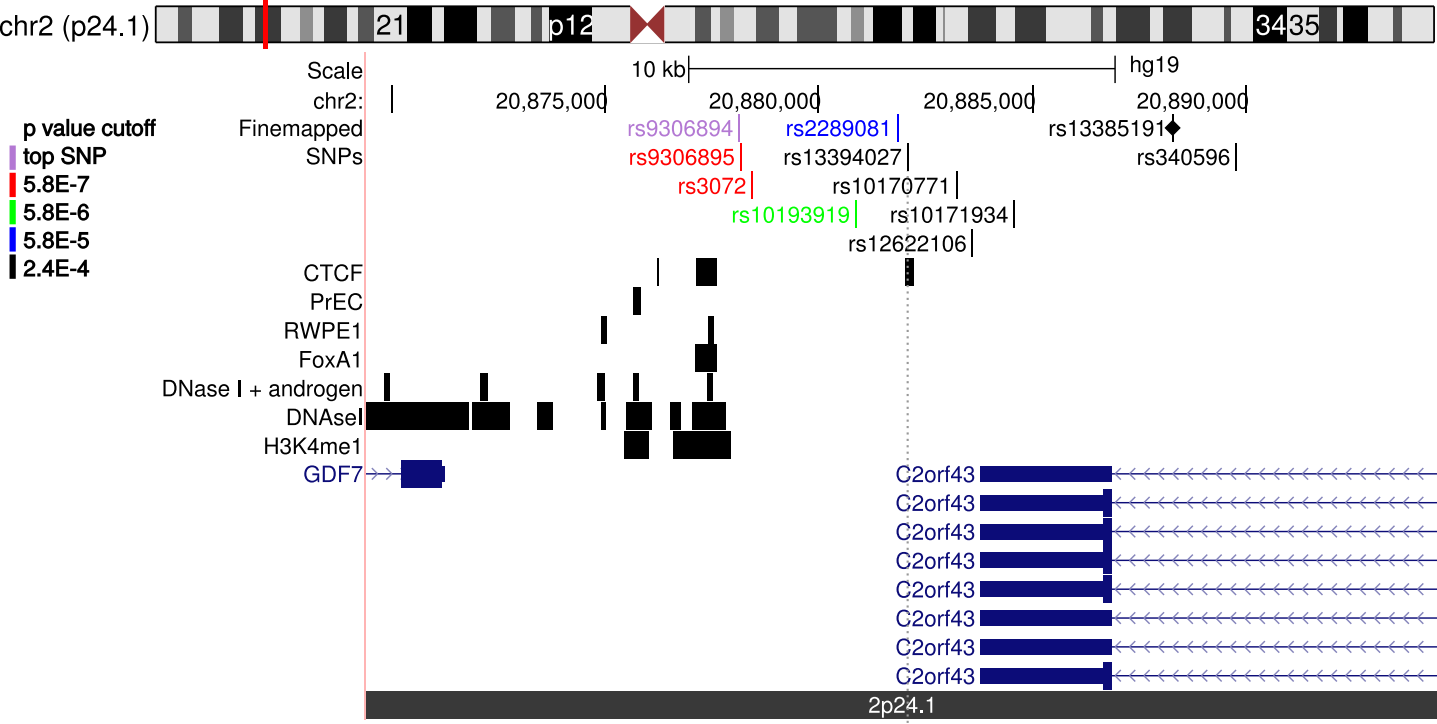 chr2 (p24.1) 21 p12 34 35
Scale 10 kb hg19
chr2: 20,875,000 20,880,000 20,885,000 20,890,000
p value cutoff Finemapped rs9306894 rs2289081 rs13385191
top SNP SNPs rs9306895 rs13394027 rs340596
5.8E-7 rs3072 rs10170771
5.8E-6 rs10193919 rs10171934
5.8E-5 rs12622106
2.4E-4 CTCF
PrEC
RWPE1
FoxA1
DNase I + androgen
DNAseI
H3K4me1
GDF7 C2orf43
C2orf43
C2orf43
C2orf43
C2orf43
C2orf43
C2orf43
C2orf43
2p24.1